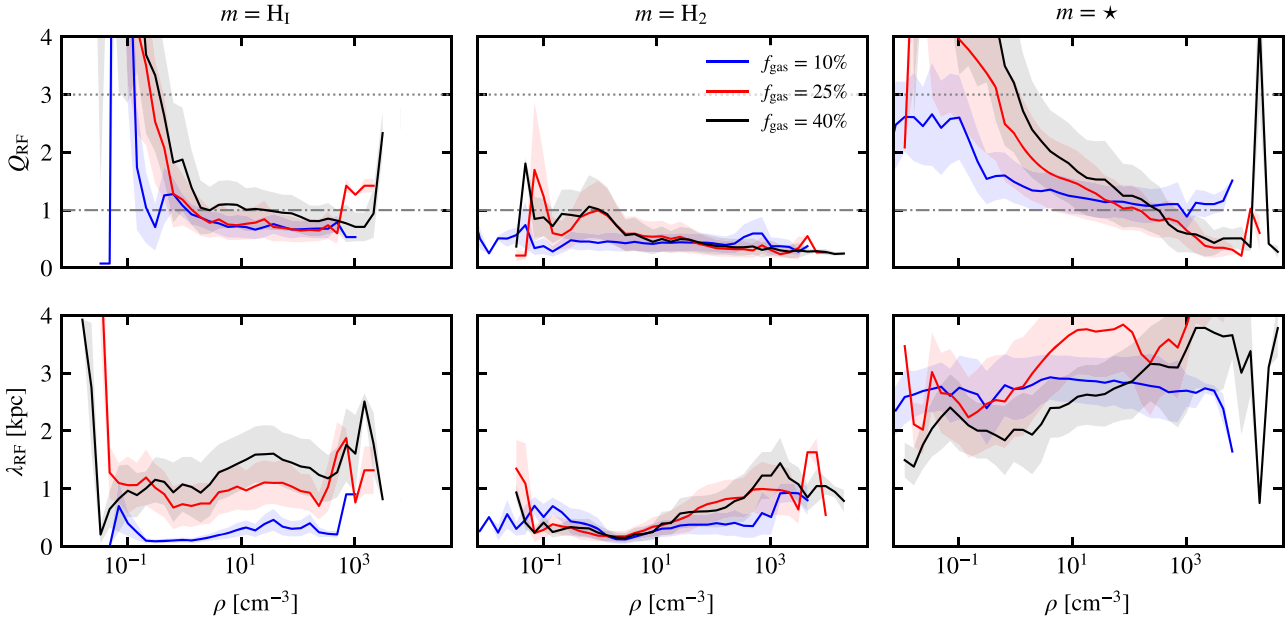 m = H_I
m = H_2
m = ⋆
4
3
2
1
0
Q_RF
f_gas = 10%
f_gas = 25%
f_gas = 40%
4
3
2
1
0
λ_RF [kpc]
10^−1 10^1 10^3
10^−1 10^1 10^3
10^−1 10^1 10^3
ρ [cm^−3]
ρ [cm^−3]
ρ [cm^−3]